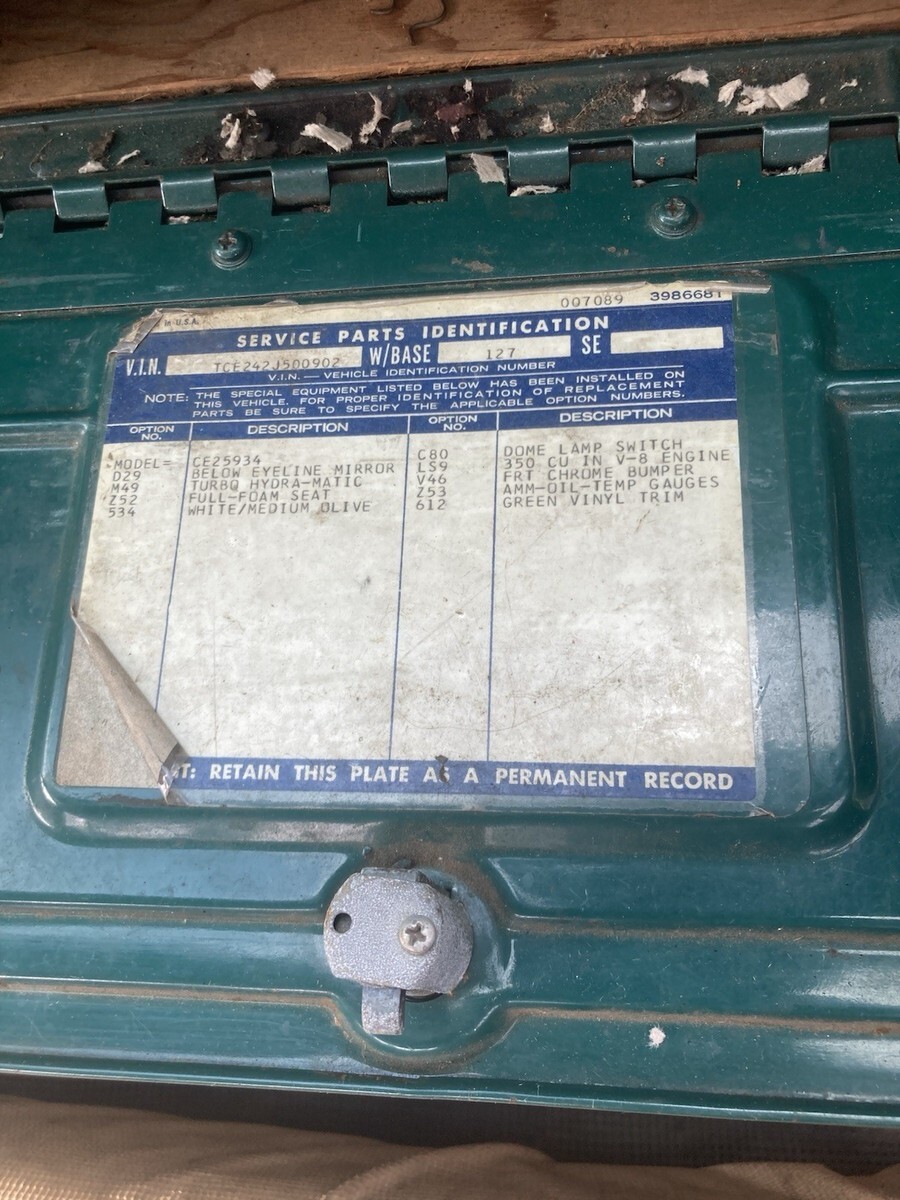 in U.S.A.
007089 3986681
SERVICE PARTS IDENTIFICATION
V.I.N. TCE242J500902 W/BASE 127 SE
V.I.N. — VEHICLE IDENTIFICATION NUMBER
NOTE: THE SPECIAL EQUIPMENT LISTED BELOW HAS BEEN INSTALLED ON
THIS VEHICLE. FOR PROPER IDENTIFICATION OF REPLACEMENT
PARTS BE SURE TO SPECIFY THE APPLICABLE OPTION NUMBERS.
OPTION NO. DESCRIPTION OPTION NO. DESCRIPTION
MODEL= CE25934 C80 DOME LAMP SWITCH
D29 BELOW EYELINE MIRROR LS9 350 CU IN V-8 ENGINE
M49 TURBO HYDRA-MATIC V46 FRT CHROME BUMPER
Z52 FULL-FOAM SEAT Z53 AMM-OIL-TEMP GAUGES
534 WHITE/MEDIUM OLIVE 612 GREEN VINYL TRIM
NT: RETAIN THIS PLATE AS A PERMANENT RECORD